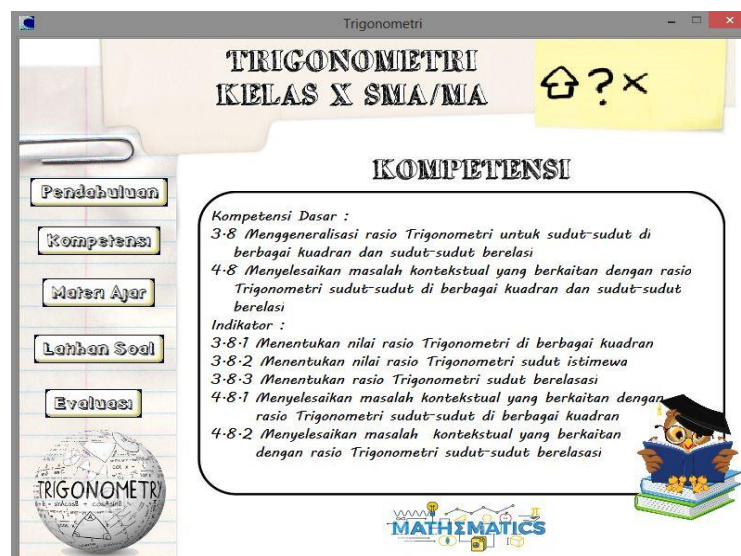 Trigonometri
TRIGONOMETRI
KELAS X SMA/MA
KOMPETENSI
Pendahuluan
Kompetensi
Materi Ajar
Latihan Soal
Evaluasi
TRIGONOMETRY
Kompetensi Dasar :
3.8 Menggeneralisasi rasio Trigonometri untuk sudut-sudut di
berbagai kuadran dan sudut-sudut berelasi
4.8 Menyelesaikan masalah kontekstual yang berkaitan dengan rasio
Trigonometri sudut-sudut di berbagai kuadran dan sudut-sudut
berelasi
Indikator :
3.8.1 Menentukan nilai rasio Trigonometri di berbagai kuadran
3.8.2 Menentukan nilai rasio Trigonometri sudut istimewa
3.8.3 Menentukan rasio Trigonometri sudut berelasasi
4.8.1 Menyelesaikan masalah kontekstual yang berkaitan dengan
rasio Trigonometri sudut-sudut di berbagai kuadran
4.8.2 Menyelesaikan masalah kontekstual yang berkaitan
dengan rasio Trigonometri sudut-sudut berelasasi
MATHEMATICS